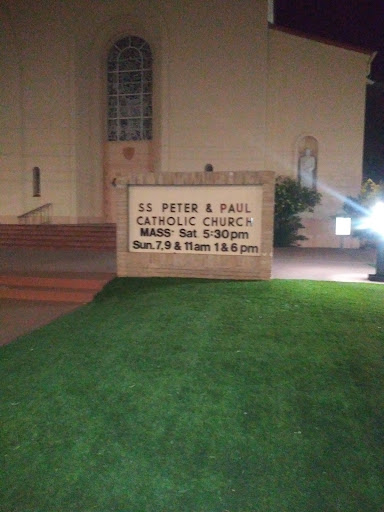 SS PETER & PAUL
CATHOLIC CHURCH
MASS· Sat 5:30pm
Sun. 7, 9 & 11am 1 & 6 pm